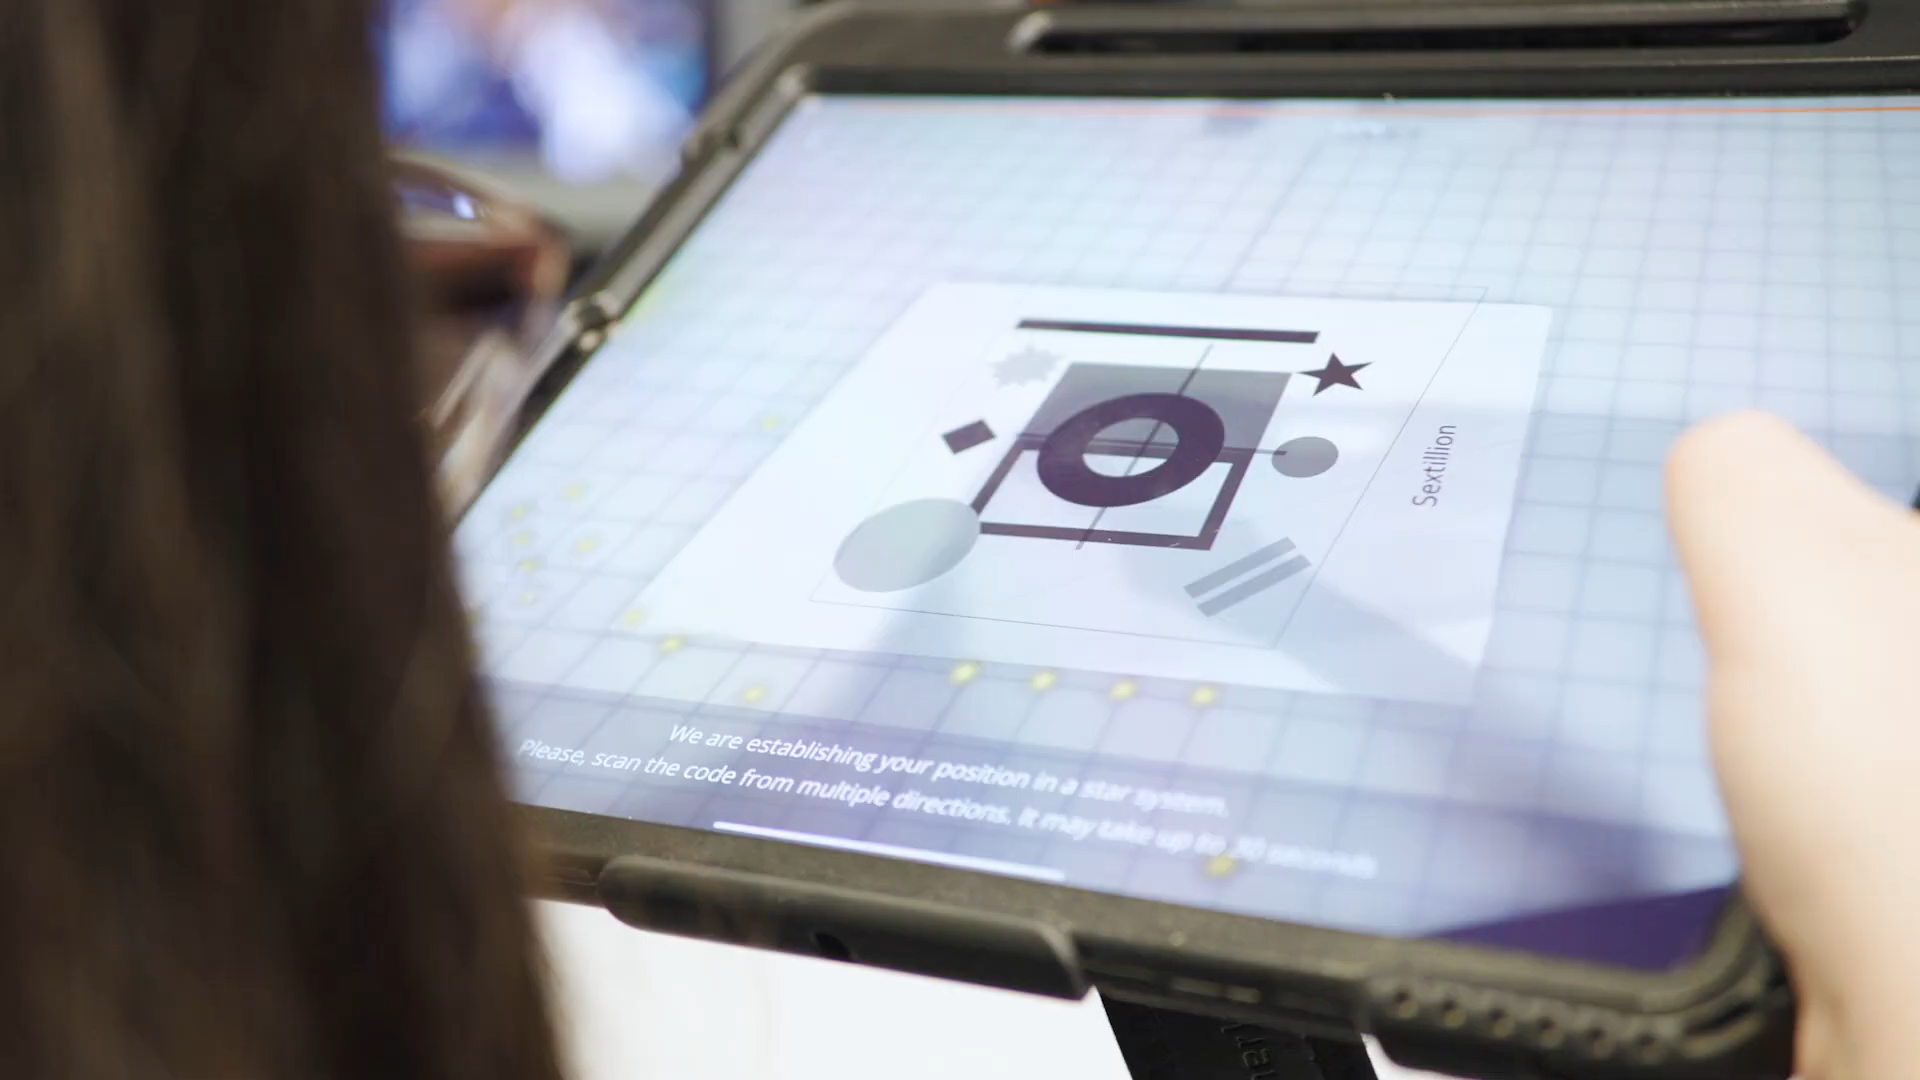 Sextillion
We are establishing your position in a star system.
Please, scan the code from multiple directions. It may take up to 30 seconds